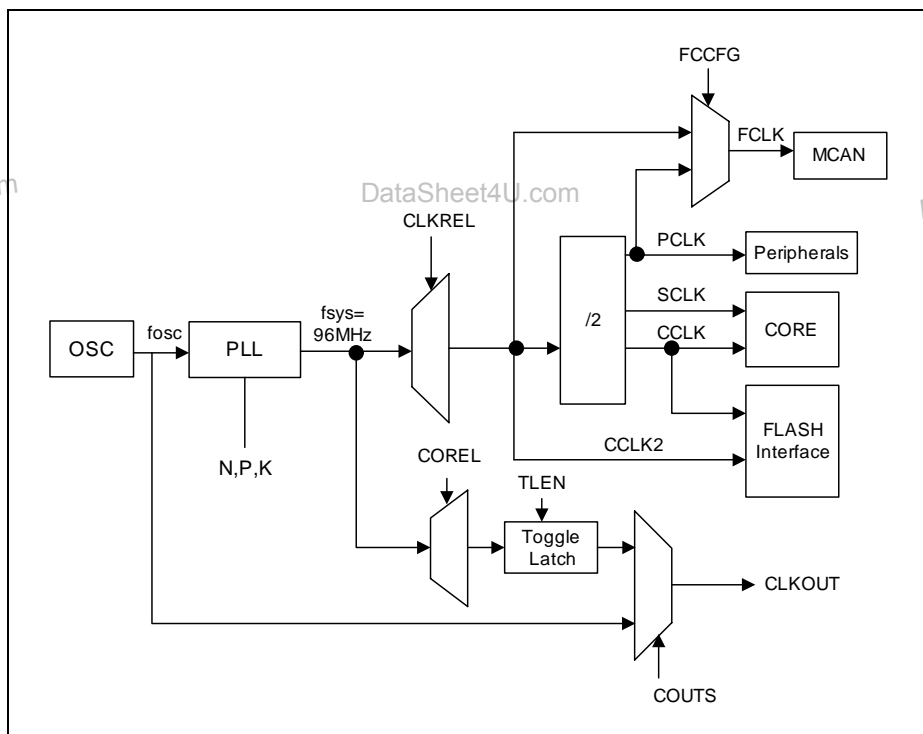 FCCFG
FCLK
MCAN
DataSheet4U.com
CLKREL
PCLK
Peripherals
fsys=
96MHz
SCLK
fosc
OSC
PLL
/2
CCLK
CORE
FLASH
Interface
CCLK2
N,P,K
COREL
TLEN
Toggle
Latch
CLKOUT
COUTS